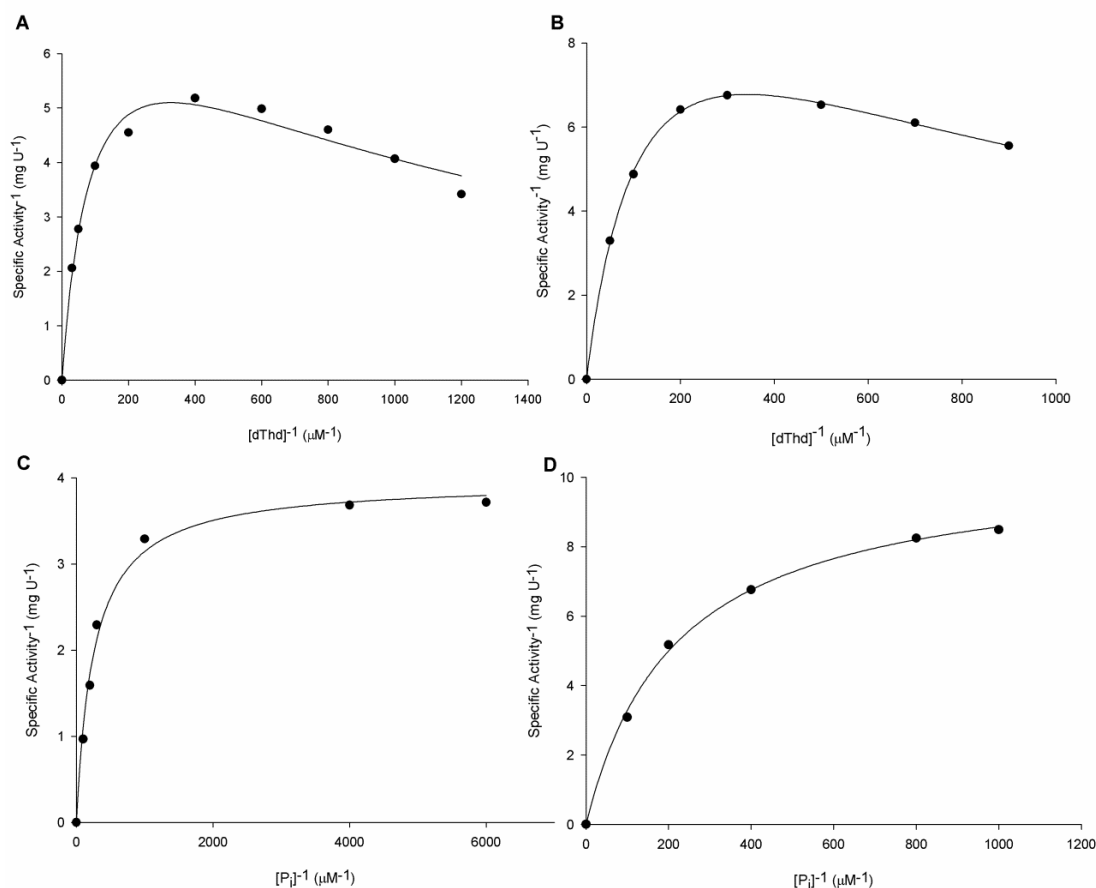 A
Specific Activity-1 (mg U-1)
6
5
4
3
2
1
0
0 200 400 600 800 1000 1200 1400
[dThd]-1 (μM-1)
B
Specific Activity-1 (mg U-1)
8
6
4
2
0
0 200 400 600 800 1000
[dThd]-1 (μM-1)
C
Specific Activity-1 (mg U-1)
4
3
2
1
0
0 2000 4000 6000
[Pi]-1 (μM-1)
D
Specific Activity-1 (mg U-1)
10
8
6
4
2
0
0 200 400 600 800 1000 1200
[Pi]-1 (μM-1)